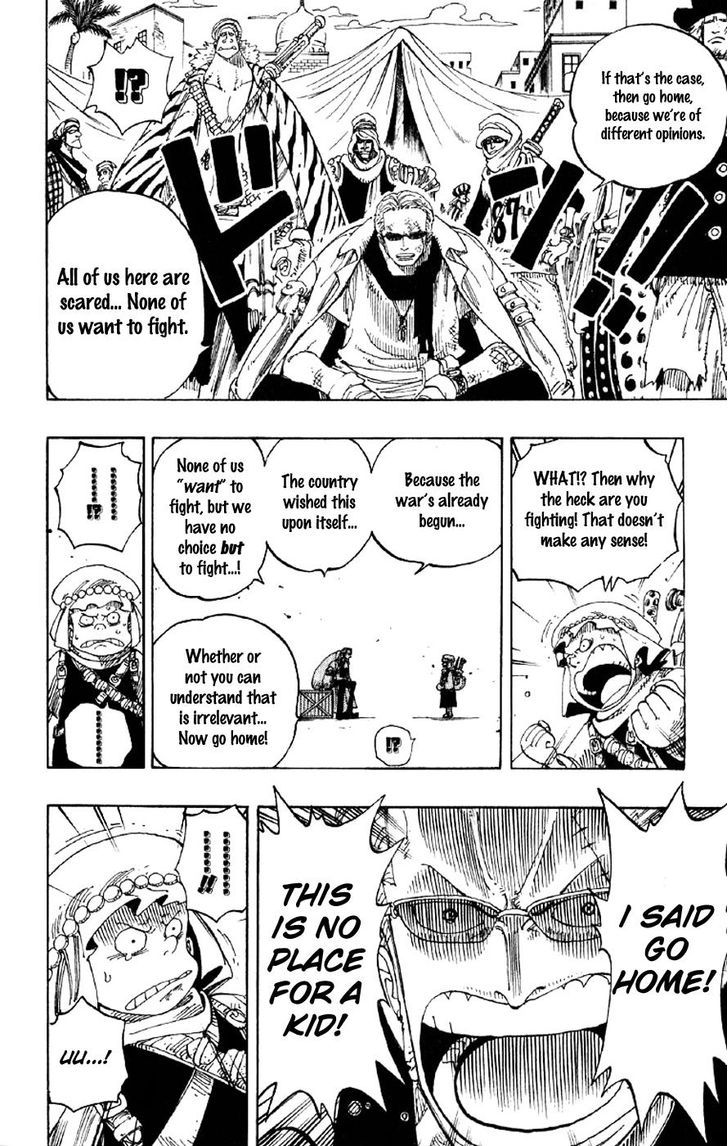 If that's the case,
then go home,
because we're of
different opinions.
!?
ドーン!!
89
All of us here are
scared... None of
us want to fight.
WHAT!? Then why
the heck are you
fighting! That doesn't
make any sense!
Because the
war's already
begun...
The country
wished this
upon itself...
None of us
"want" to
fight, but we
have no
choice but
to fight...!
Whether or
not you can
understand that
is irrelevant...
Now go home!
!?
..........!?
..........
I SAID
GO
HOME!
THIS
IS NO
PLACE
FOR A
KID!
..........!!
UU...!